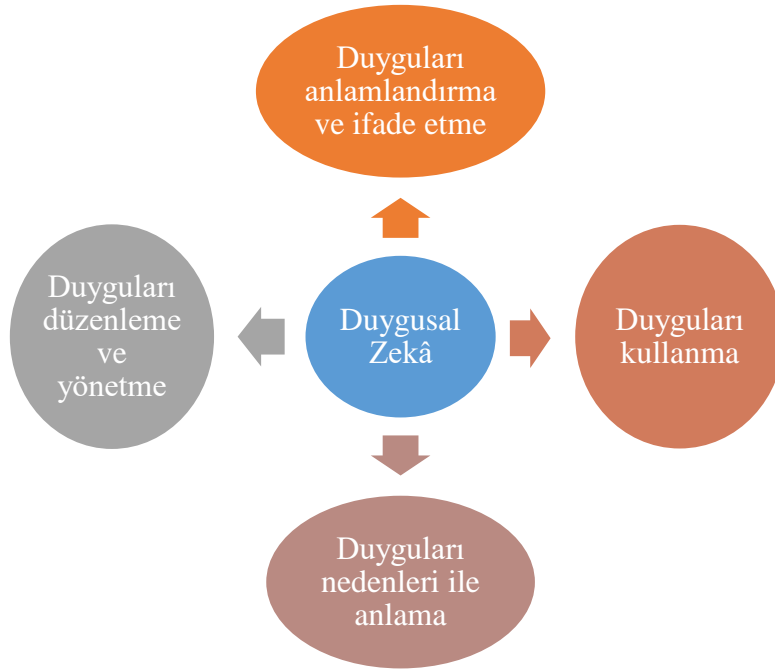 Duyguları
anlamlandırma
ve ifade etme
Duyguları
düzenleme
ve
yönetme
Duygusal
Zekâ
Duyguları
kullanma
Duyguları
nedenleri ile
anlama